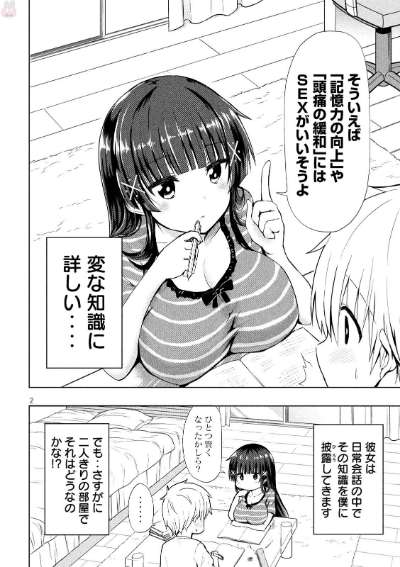 そういえば
「記憶力の向上」や
「頭痛の緩和」には
SEXがいいそうよ
変な知識に
詳しい‥‥
2
彼女は
日常会話の中で
その知識を僕に
披露してきます
ひとつ賢く
なったかしら?
‥‥‥
でも‥さすがに
二人きりの部屋で
それはどうなの
かな!?